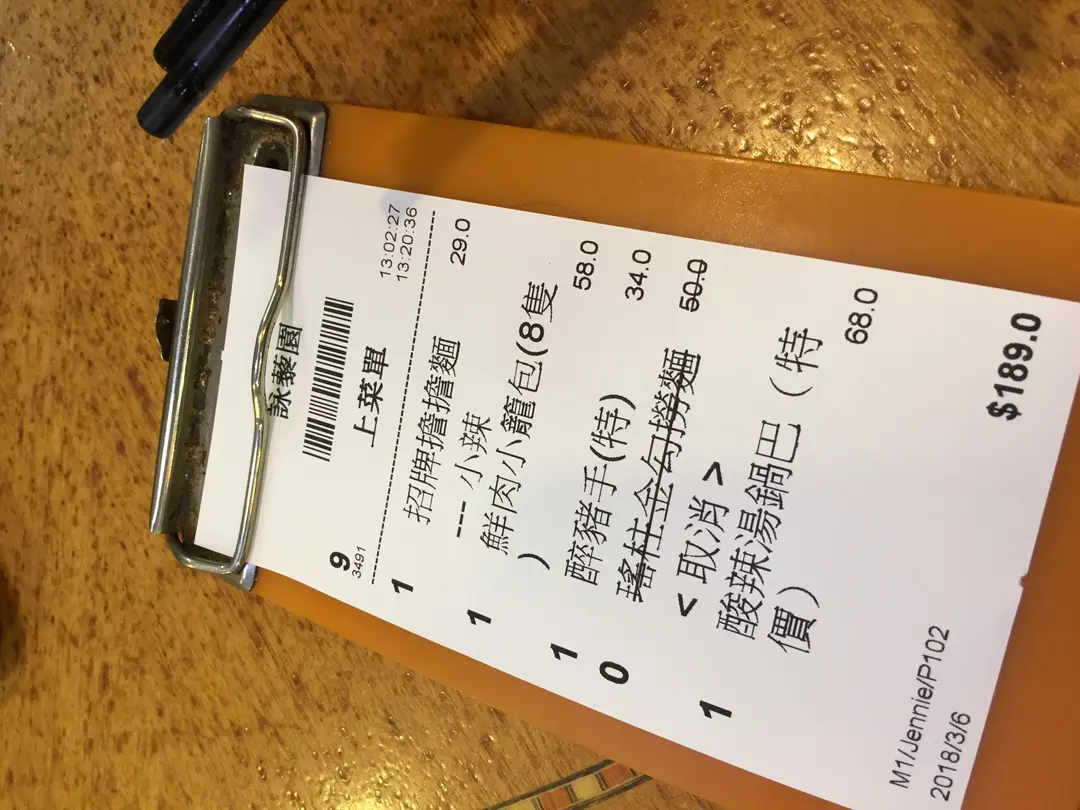 詠藜園
9 上菜單 13:02:27
3491 13:20:36
1 招牌擔擔麵 29.0
--- 小辣
1 鮮肉小籠包(8隻
) 58.0
1 醉豬手(特) 34.0
0 瑤柱金勾撈麵 50.0
< 取消 >
1 酸辣湯鍋巴（特
價） 68.0
$189.0
M1/Jennie/P102
2018/3/6